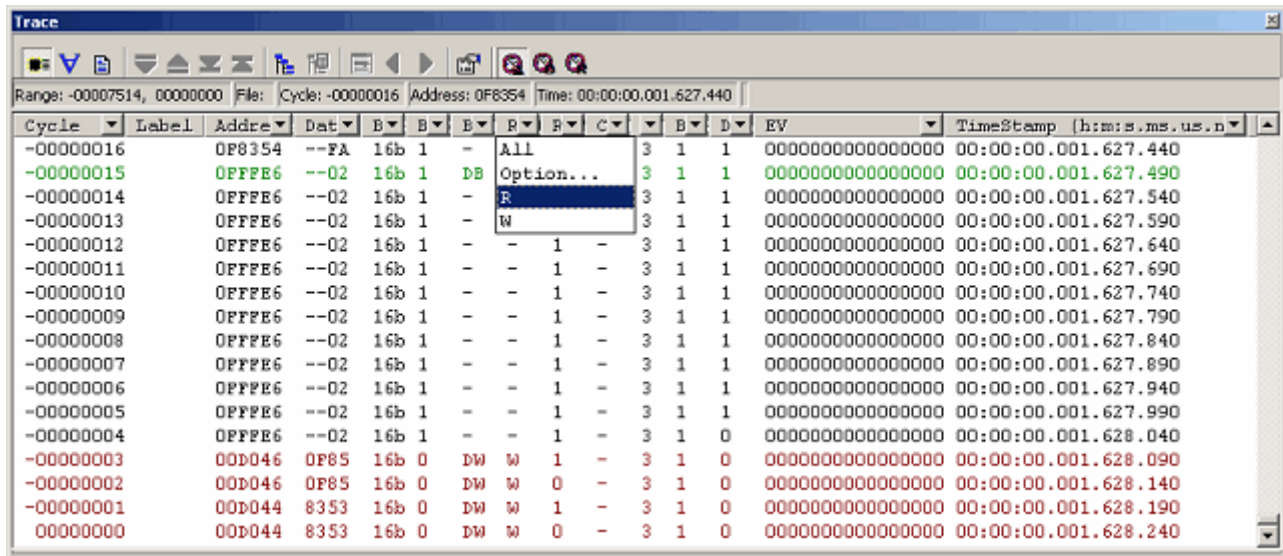 Trace
Range: -00007514, 00000000 File: Cycle: -00000016 Address: 0F8354 Time: 00:00:00.001.627.440
Cycle Label Addre Dat B B B R R C B D EV TimeStamp (h:m:s.ms.us.n
-00000016 0F8354 --FA 16b 1 - All 3 1 1 0000000000000000 00:00:00.001.627.440
-00000015 0FFFE6 --02 16b 1 DB Option... 3 1 1 0000000000000000 00:00:00.001.627.490
-00000014 0FFFE6 --02 16b 1 - R 3 1 1 0000000000000000 00:00:00.001.627.540
-00000013 0FFFE6 --02 16b 1 - W 3 1 1 0000000000000000 00:00:00.001.627.590
-00000012 0FFFE6 --02 16b 1 - - 1 - 3 1 1 0000000000000000 00:00:00.001.627.640
-00000011 0FFFE6 --02 16b 1 - - 1 - 3 1 1 0000000000000000 00:00:00.001.627.690
-00000010 0FFFE6 --02 16b 1 - - 1 - 3 1 1 0000000000000000 00:00:00.001.627.740
-00000009 0FFFE6 --02 16b 1 - - 1 - 3 1 1 0000000000000000 00:00:00.001.627.790
-00000008 0FFFE6 --02 16b 1 - - 1 - 3 1 1 0000000000000000 00:00:00.001.627.840
-00000007 0FFFE6 --02 16b 1 - - 1 - 3 1 1 0000000000000000 00:00:00.001.627.890
-00000006 0FFFE6 --02 16b 1 - - 1 - 3 1 1 0000000000000000 00:00:00.001.627.940
-00000005 0FFFE6 --02 16b 1 - - 1 - 3 1 1 0000000000000000 00:00:00.001.627.990
-00000004 0FFFE6 --02 16b 1 - - 1 - 3 1 0 0000000000000000 00:00:00.001.628.040
-00000003 00D046 0F85 16b 0 DW W 1 - 3 1 0 0000000000000000 00:00:00.001.628.090
-00000002 00D046 0F85 16b 0 DW W 0 - 3 1 0 0000000000000000 00:00:00.001.628.140
-00000001 00D044 8353 16b 0 DW W 1 - 3 1 0 0000000000000000 00:00:00.001.628.190
00000000 00D044 8353 16b 0 DW W 0 - 3 1 0 0000000000000000 00:00:00.001.628.240